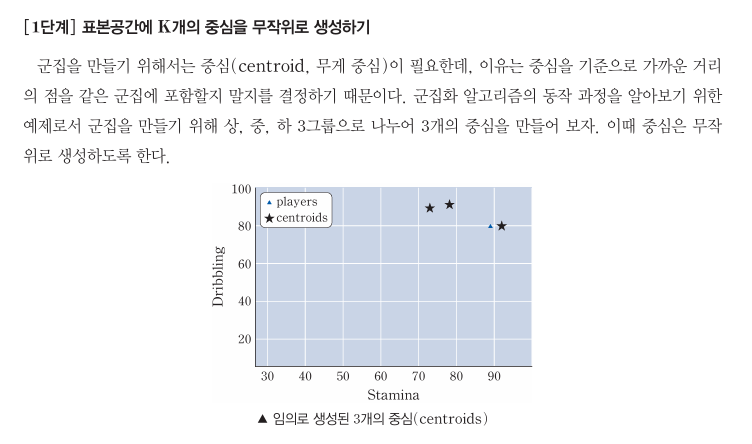 [1단계] 표본공간에 K개의 중심을 무작위로 생성하기
군집을 만들기 위해서는 중심(centroid, 무게 중심)이 필요한데, 이유는 중심을 기준으로 가까운 거리
의 점을 같은 군집에 포함할지 말지를 결정하기 때문이다. 군집화 알고리즘의 동작 과정을 알아보기 위한
예제로서 군집을 만들기 위해 상, 중, 하 3그룹으로 나누어 3개의 중심을 만들어 보자. 이때 중심은 무작
위로 생성하도록 한다.
100
80
60
40
20
Dribbling
▲ players
★ centroids
30 40 50 60 70 80 90
Stamina
▲ 임의로 생성된 3개의 중심(centroids)